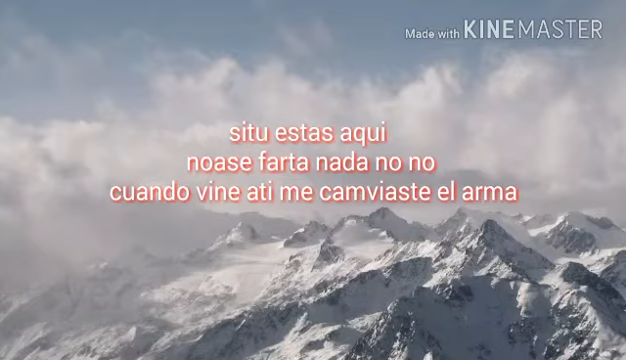 Made with KINEMASTER
situ estas aqui
noase farta nada no no
cuando vine ati me camviaste el arma